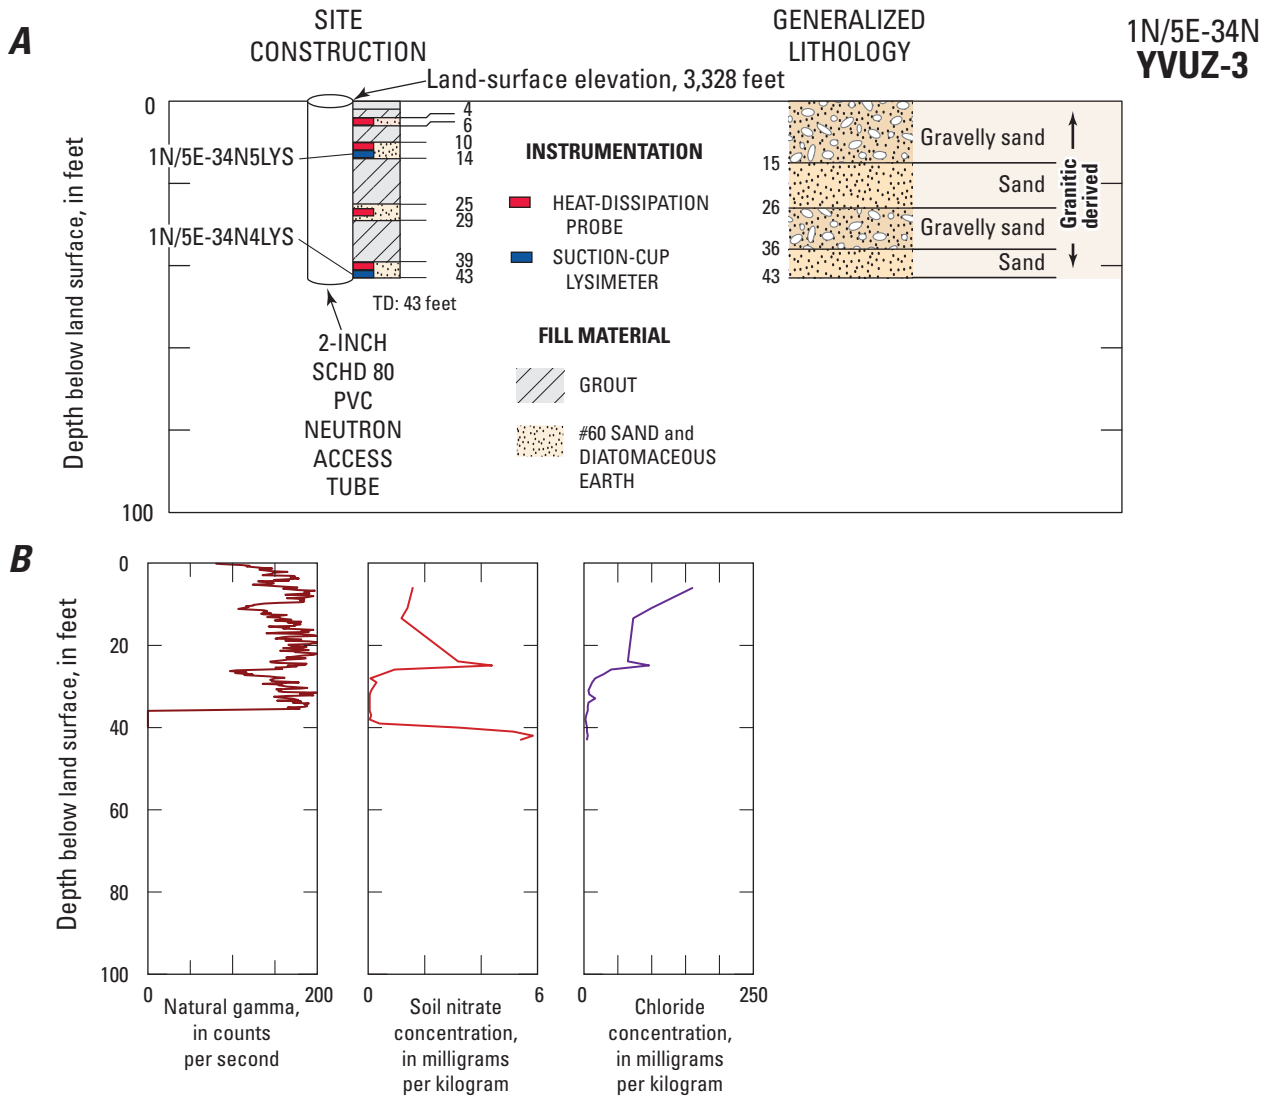 A
SITE
CONSTRUCTION
GENERALIZED
LITHOLOGY
1N/5E-34N
YVUZ-3
Land-surface elevation, 3,328 feet
Depth below land surface, in feet
0
100
1N/5E-34N5LYS
1N/5E-34N4LYS
4
6
10
14
25
29
39
43
TD: 43 feet
2-INCH
SCHD 80
PVC
NEUTRON
ACCESS
TUBE
INSTRUMENTATION
HEAT-DISSIPATION
PROBE
SUCTION-CUP
LYSIMETER
FILL MATERIAL
GROUT
#60 SAND and
DIATOMACEOUS
EARTH
15
26
36
43
Gravelly sand
Sand
Gravelly sand
Sand
Granitic
derived
B
Depth below land surface, in feet
0
20
40
60
80
100
0
200
Natural gamma,
in counts
per second
0
6
Soil nitrate
concentration,
in milligrams
per kilogram
0
250
Chloride
concentration,
in milligrams
per kilogram